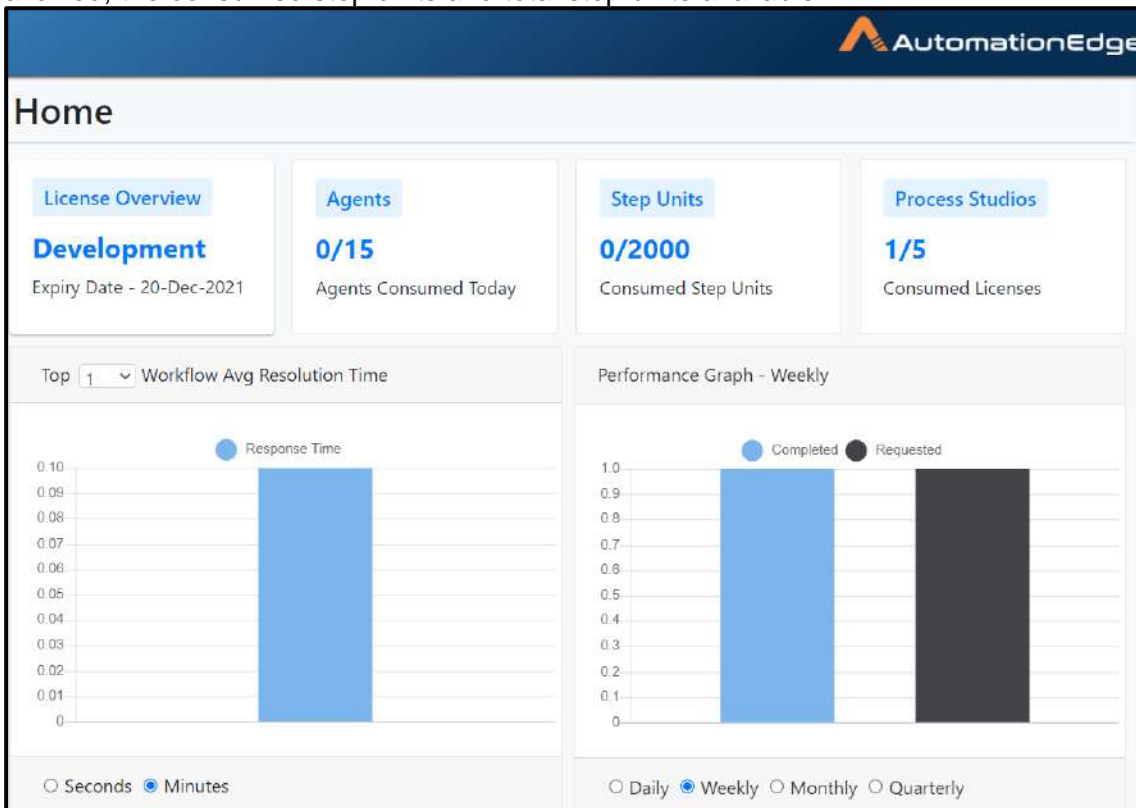 AutomationEdge
Home
License Overview
Development
Expiry Date - 20-Dec-2021
Agents
0/15
Agents Consumed Today
Step Units
0/2000
Consumed Step Units
Process Studios
1/5
Consumed Licenses
Top 1 Workflow Avg Resolution Time
Response Time
0.10
0.09
0.08
0.07
0.06
0.05
0.04
0.03
0.02
0.01
0
Seconds Minutes
Performance Graph - Weekly
Completed Requested
1.0
0.9
0.8
0.7
0.6
0.5
0.4
0.3
0.2
0.1
0
Daily Weekly Monthly Quarterly